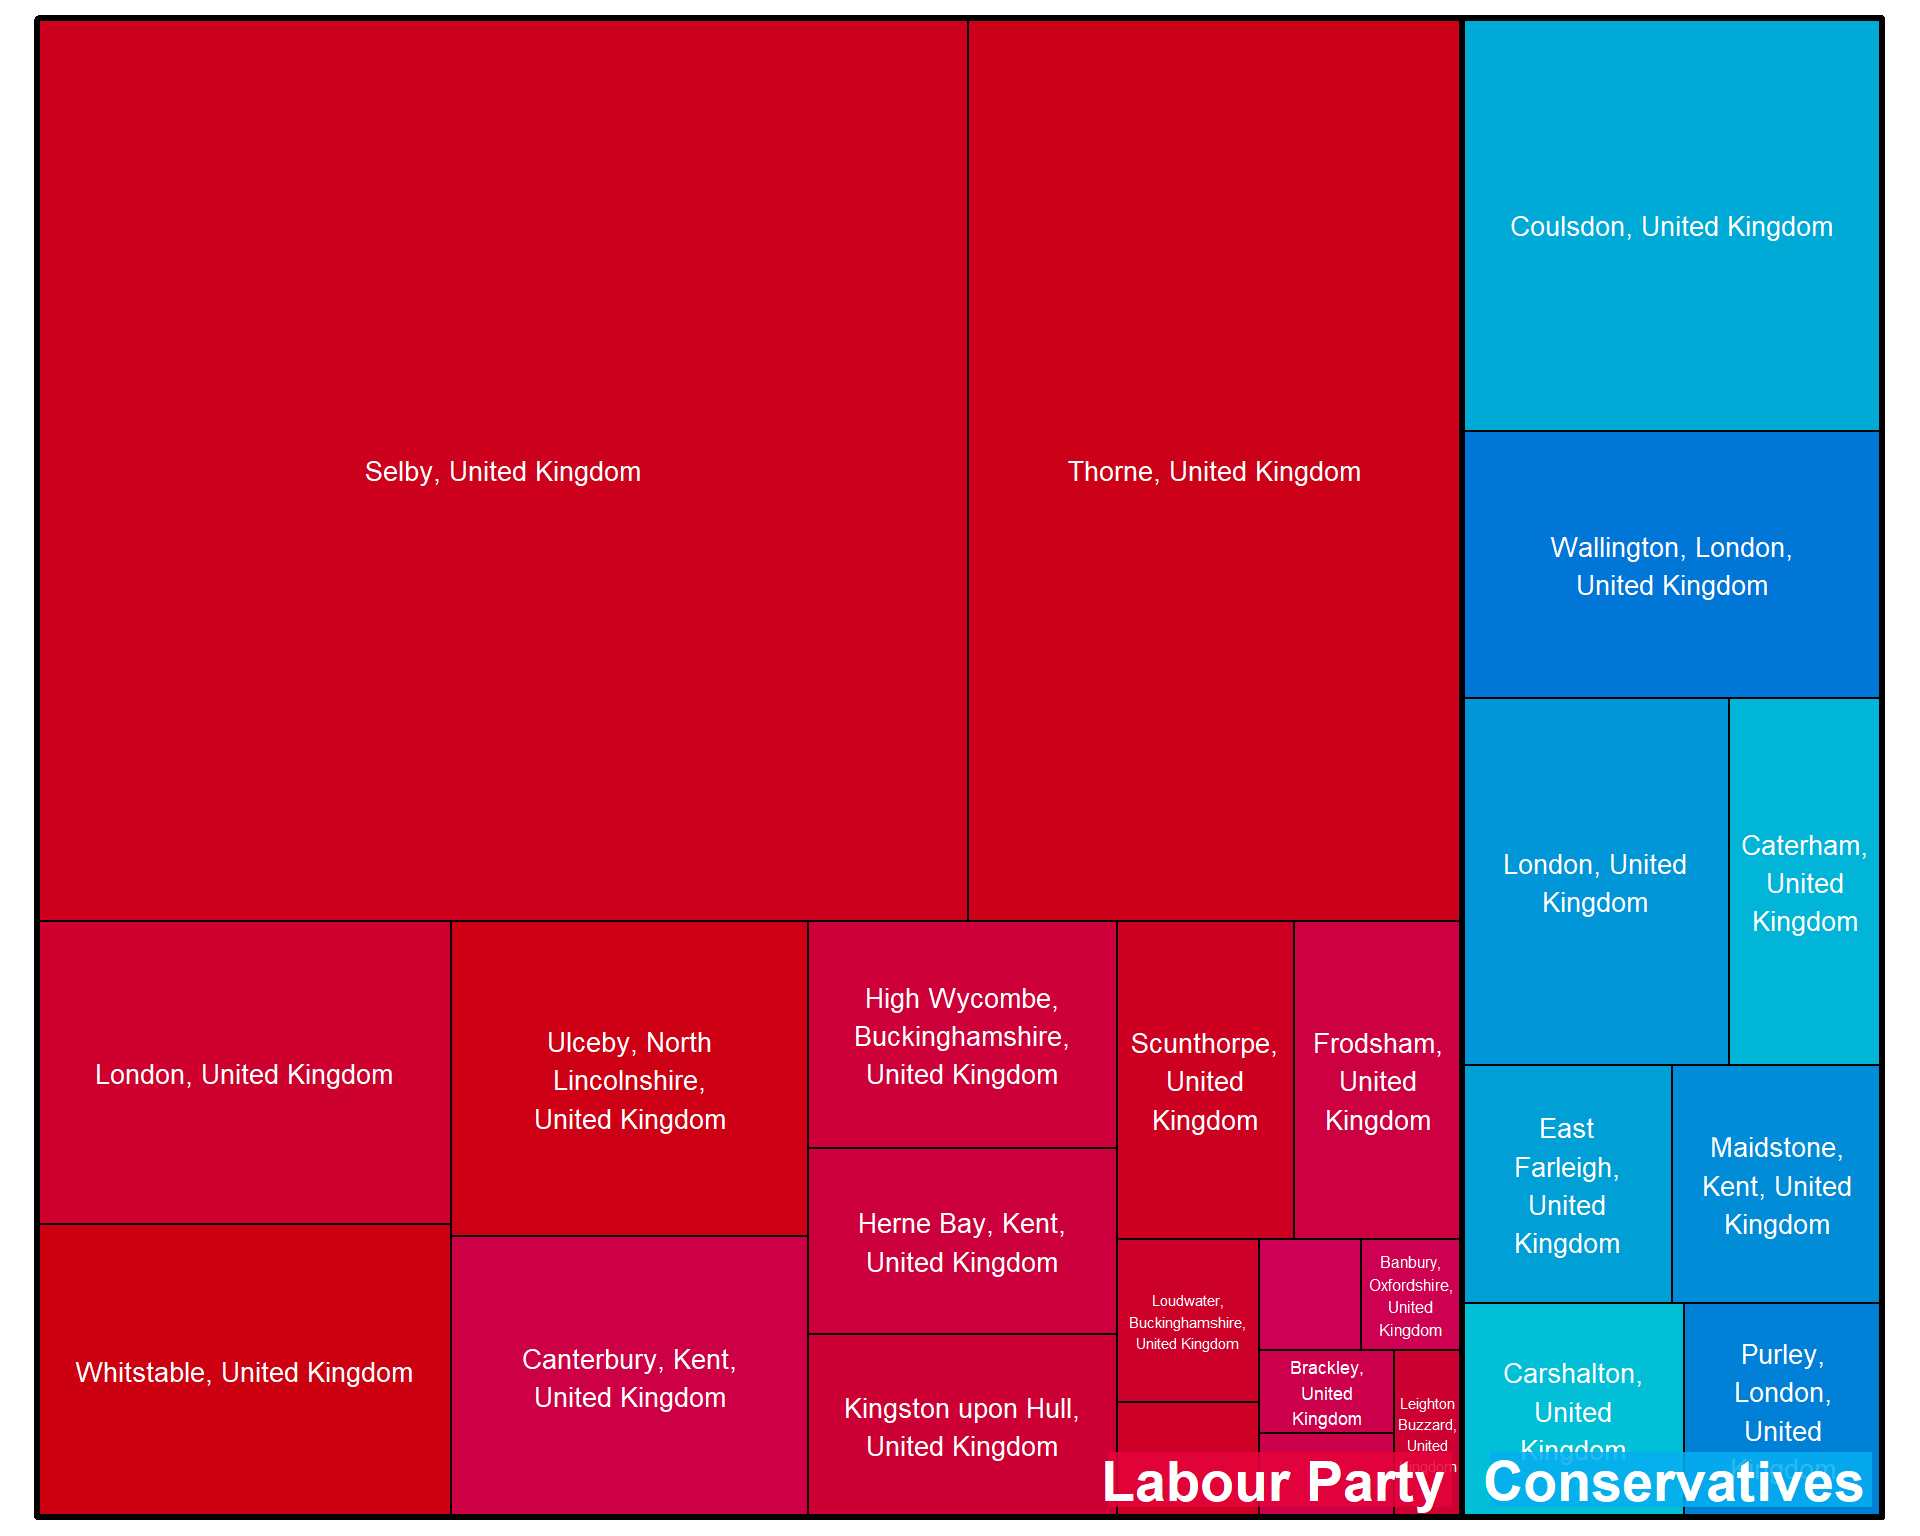 Selby, United Kingdom
Thorne, United Kingdom
Coulsdon, United Kingdom
Wallington, London,
United Kingdom
London, United
Kingdom
Caterham,
United
Kingdom
London, United Kingdom
Ulceby, North
Lincolnshire,
United Kingdom
High Wycombe,
Buckinghamshire,
United Kingdom
Scunthorpe,
United
Kingdom
Frodsham,
United
Kingdom
East
Farleigh,
United
Kingdom
Maidstone,
Kent, United
Kingdom
Herne Bay, Kent,
United Kingdom
Loudwater,
Buckinghamshire,
United Kingdom
Banbury,
Oxfordshire,
United
Kingdom
Whitstable, United Kingdom
Canterbury, Kent,
United Kingdom
Kingston upon Hull,
United Kingdom
Brackley,
United
Kingdom
Leighton
Buzzard,
United
Kingdom
Carshalton,
United
Kingdom
Purley,
London,
United
Kingdom
Labour Party
Conservatives